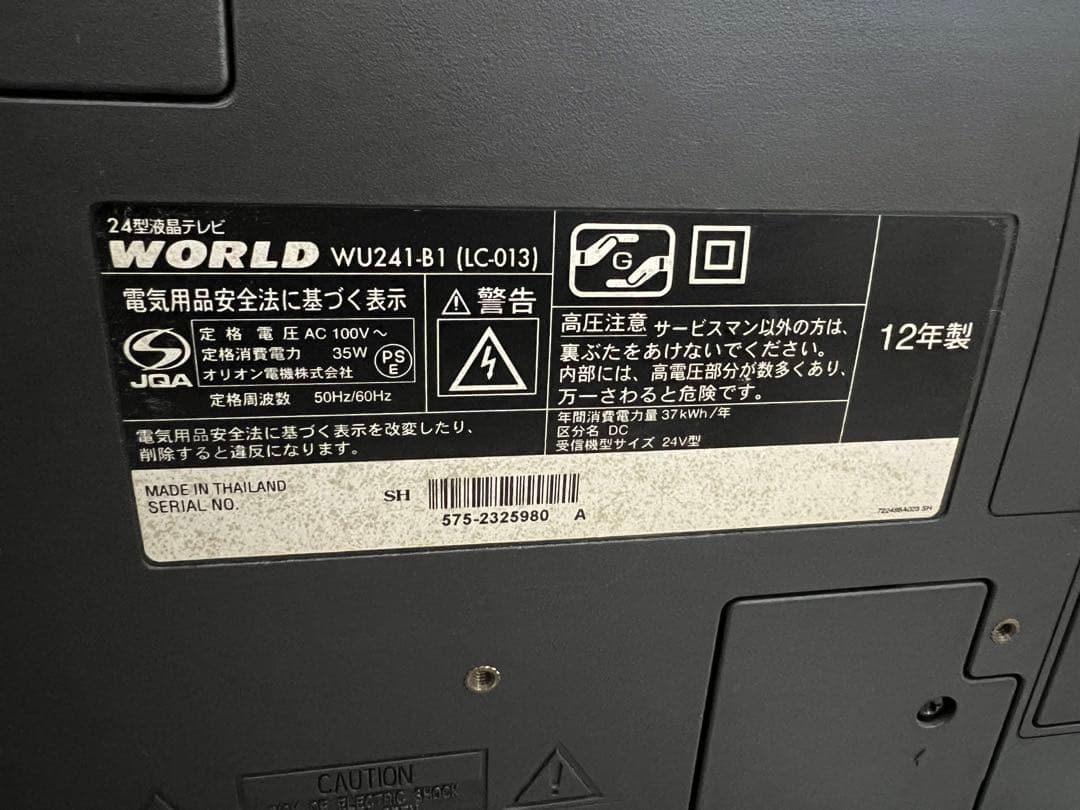 24型液晶テレビ
WORLD WU241-B1 (LC-013)
電気用品安全法に基づく表示
JQA
定格電圧 AC 100V～
定格消費電力 35W
オリオン電機株式会社
PS
E
定格周波数 50Hz/60Hz
警告
電気用品安全法に基づく表示を改変したり、
削除すると違反になります。
G
高圧注意 サービスマン以外の方は、
裏ぶたをあけないでください。
内部には、高電圧部分が数多くあり、
万一さわると危険です。
年間消費電力量 37kWh/年
区分名 DC
受信機型サイズ 24V型
12年製
MADE IN THAILAND
SERIAL NO.
SH
575-2325980 A
CAUTION
OF ELECTRIC SHOCK